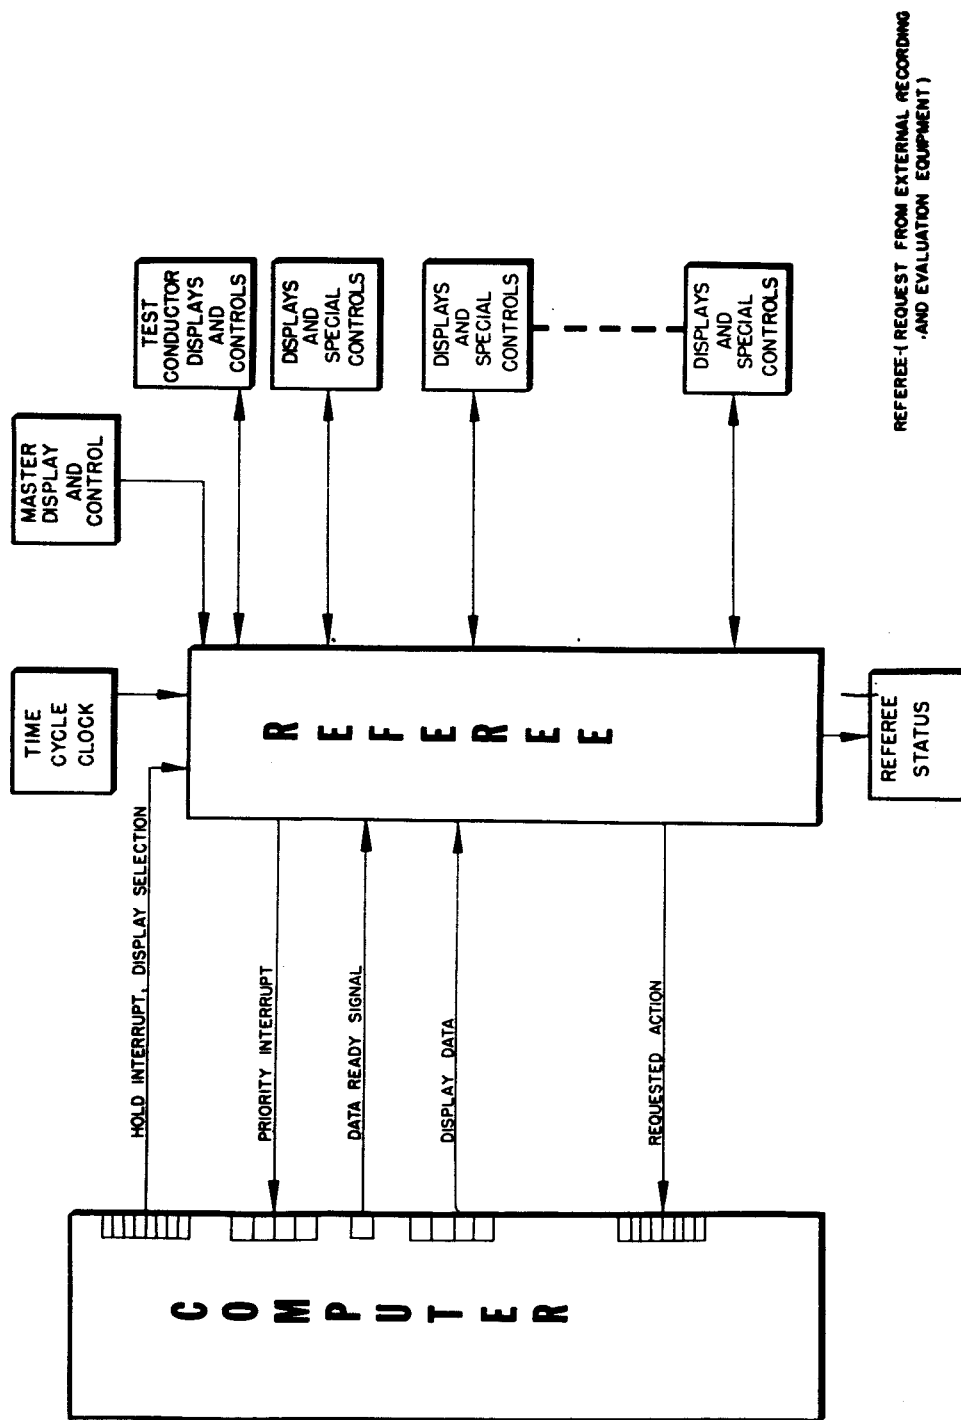 MASTER
DISPLAY
AND
CONTROL
TIME
CYCLE
CLOCK
TEST
CONDUCTOR
DISPLAYS
AND
CONTROLS
DISPLAYS
AND
SPECIAL
CONTROLS
DISPLAYS
AND
SPECIAL
CONTROLS
DISPLAYS
AND
SPECIAL
CONTROLS
HOLD INTERRUPT, DISPLAY SELECTION
PRIORITY INTERRUPT
DATA READY SIGNAL
DISPLAY DATA
REQUESTED ACTION
COMPUTER
REFEREE
REFEREE
STATUS
REFEREE-(REQUEST FROM EXTERNAL RECORDING
.AND EVALUATION EQUIPMENT)